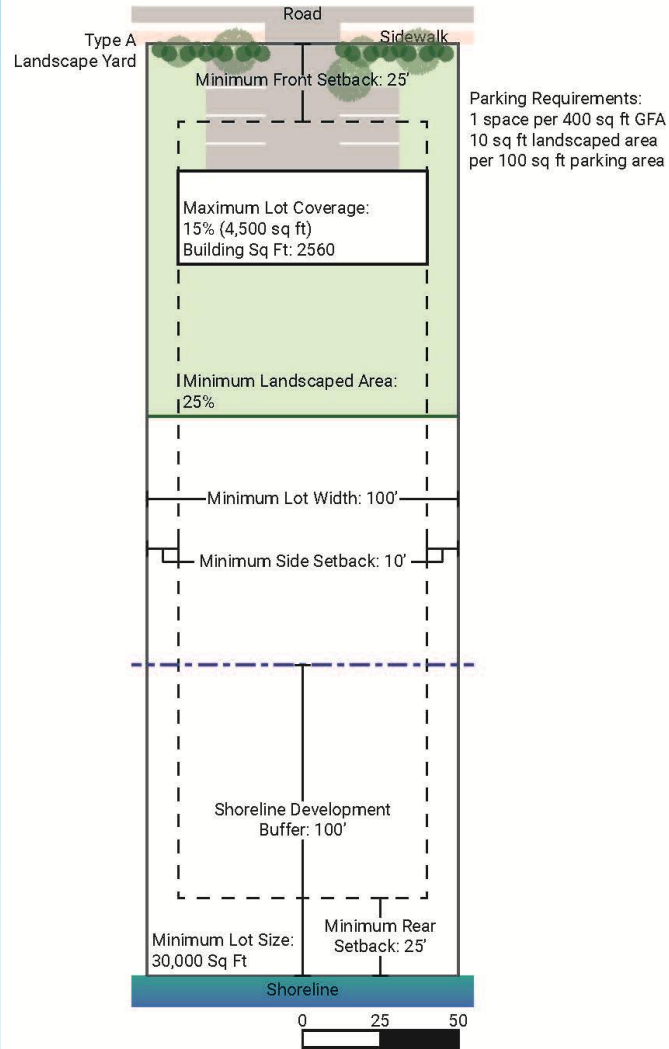 Road
Type A
Landscape Yard
Sidewalk
Minimum Front Setback: 25'
Parking Requirements:
1 space per 400 sq ft GFA
10 sq ft landscaped area
per 100 sq ft parking area
Maximum Lot Coverage:
15% (4,500 sq ft)
Building Sq Ft: 2560
Minimum Landscaped Area:
25%
Minimum Lot Width: 100'
Minimum Side Setback: 10'
Shoreline Development
Buffer: 100'
Minimum Lot Size:
30,000 Sq Ft
Minimum Rear
Setback: 25'
Shoreline
0 25 50